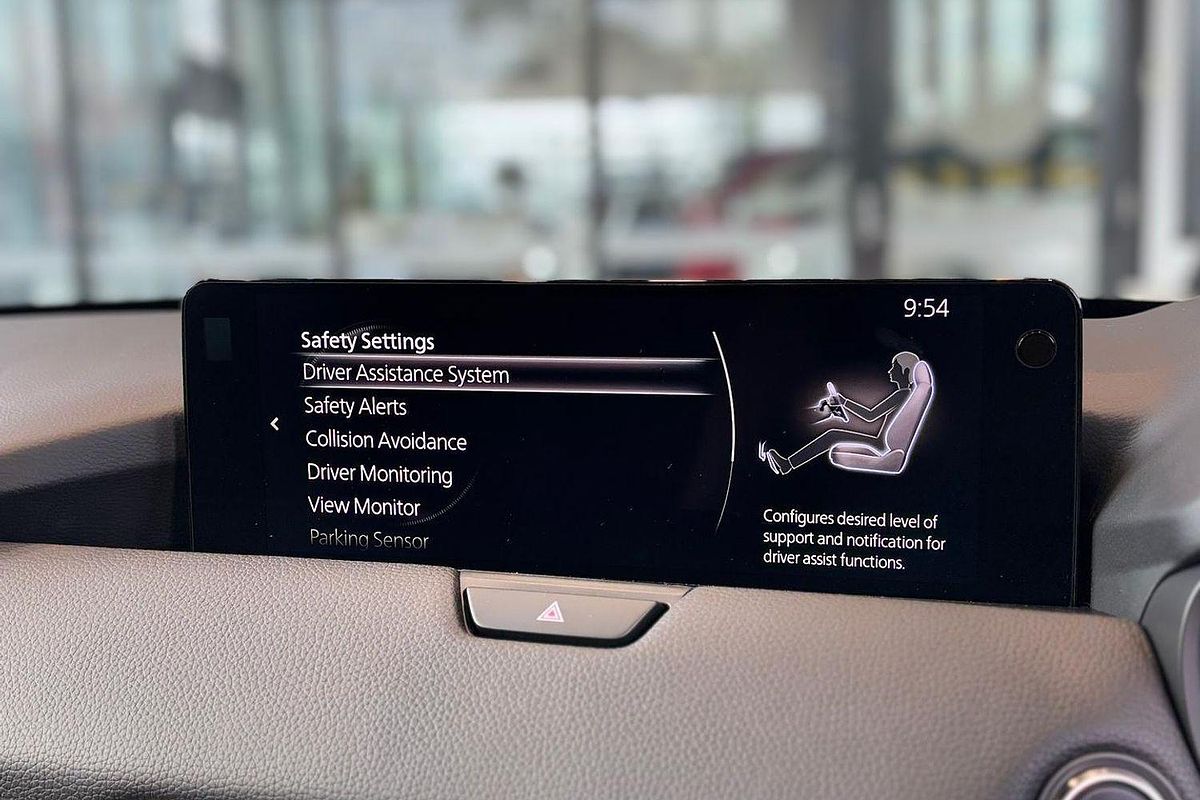 9:54
Safety Settings
Driver Assistance System
Safety Alerts
Collision Avoidance
Driver Monitoring
View Monitor
Parking Sensor
Configures desired level of
support and notification for
driver assist functions.